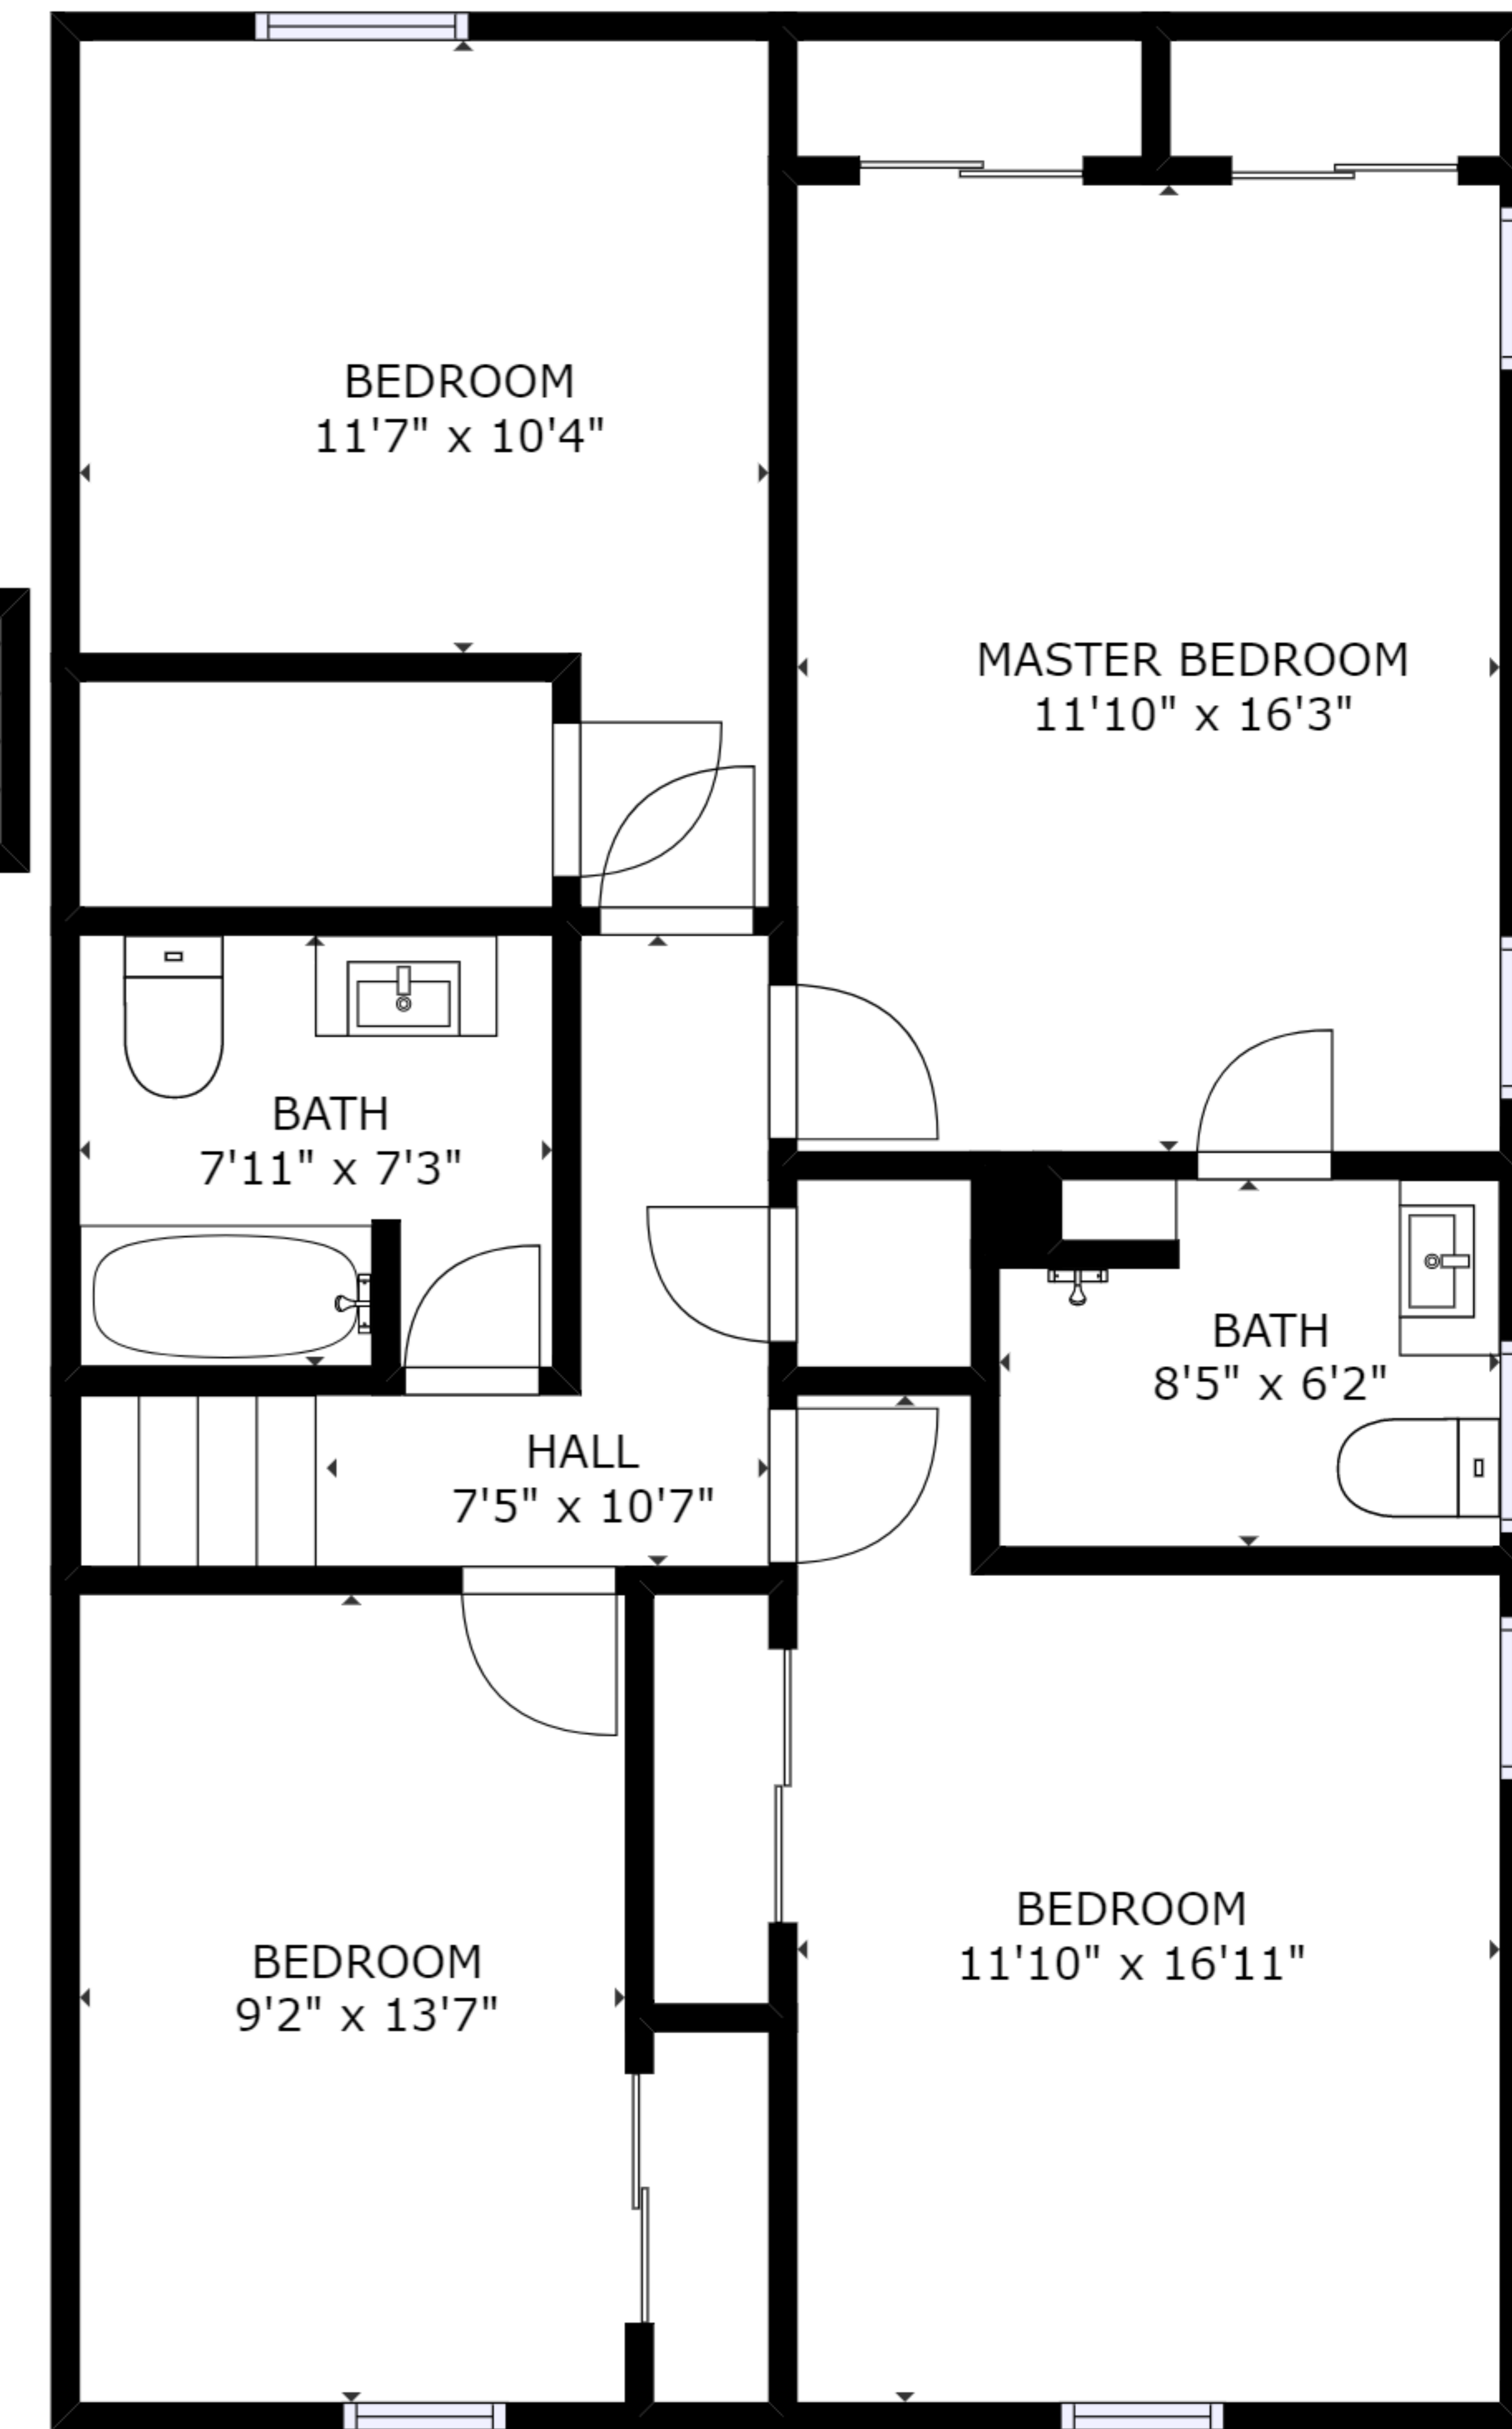 BEDROOM
11'7" x 10'4"
MASTER BEDROOM
11'10" x 16'3"
BATH
7'11" x 7'3"
BATH
8'5" x 6'2"
HALL
7'5" x 10'7"
BEDROOM
11'10" x 16'11"
BEDROOM
9'2" x 13'7"